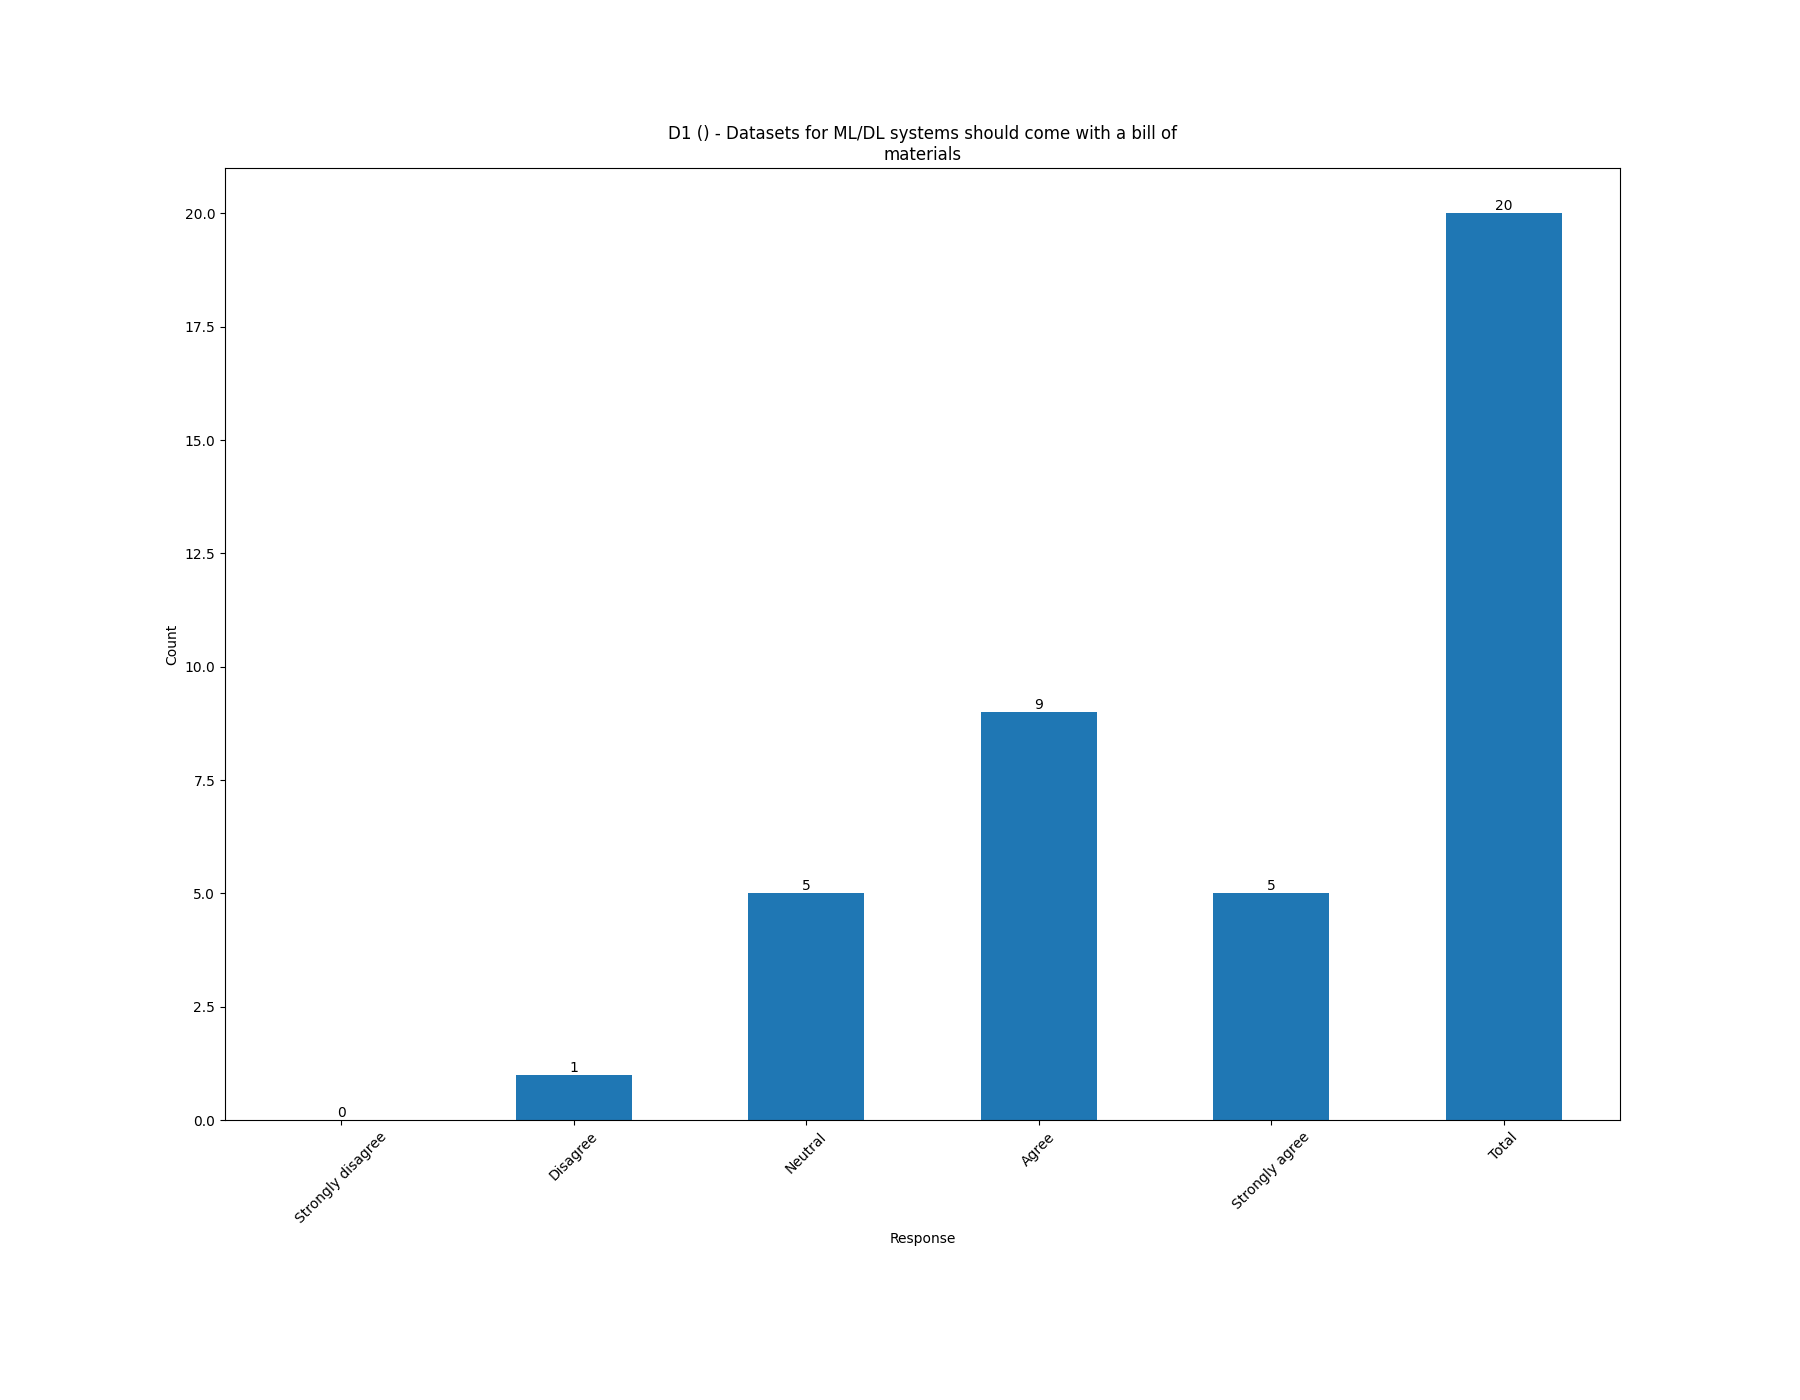 D1 () - Datasets for ML/DL systems should come with a bill of
materials
20.0
17.5
15.0
12.5
10.0
7.5
5.0
2.5
0.0
Count
0
1
5
9
5
20
Strongly disagree
Disagree
Neutral
Agree
Strongly agree
Total
Response